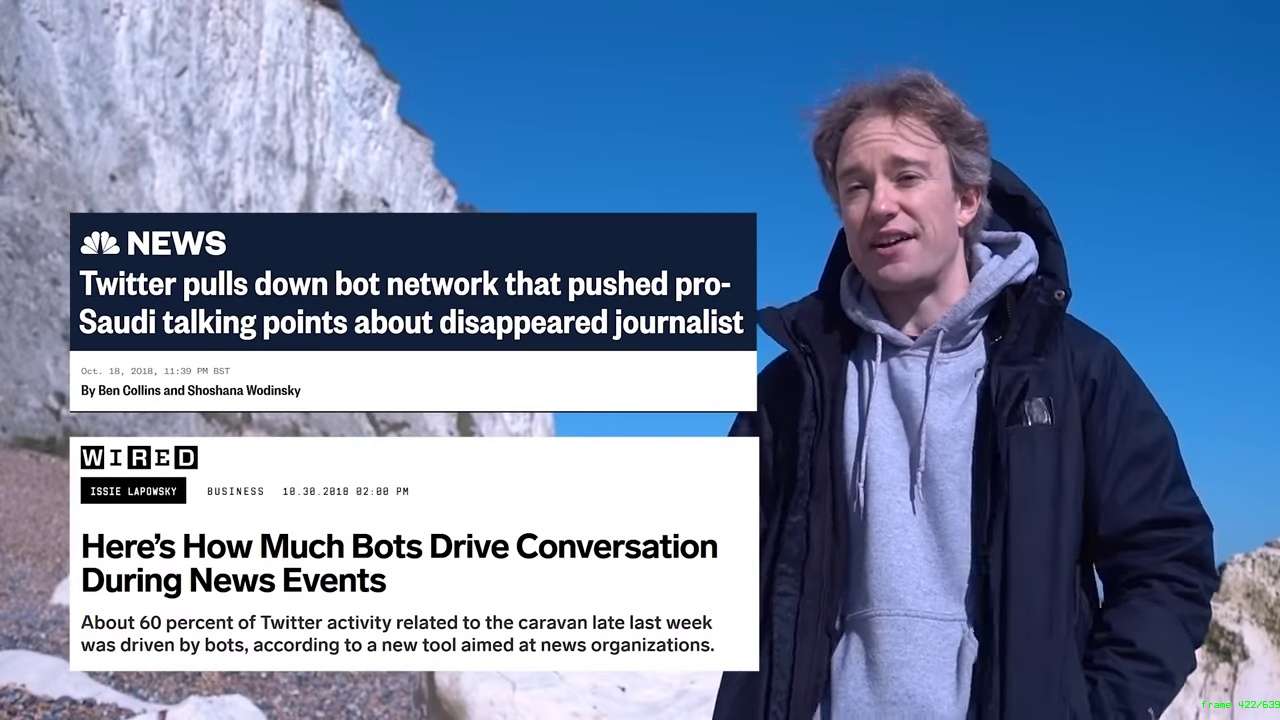 NEWS
Twitter pulls down bot network that pushed pro-
Saudi talking points about disappeared journalist
Oct. 18, 2018, 11:39 PM BST
By Ben Collins and Shoshana Wodinsky
WIRED
ISSIE LAPOWSKY BUSINESS 10.30.2018 02:00 PM
Here's How Much Bots Drive Conversation
During News Events
About 60 percent of Twitter activity related to the caravan late last week
was driven by bots, according to a new tool aimed at news organizations.
frame 422/639